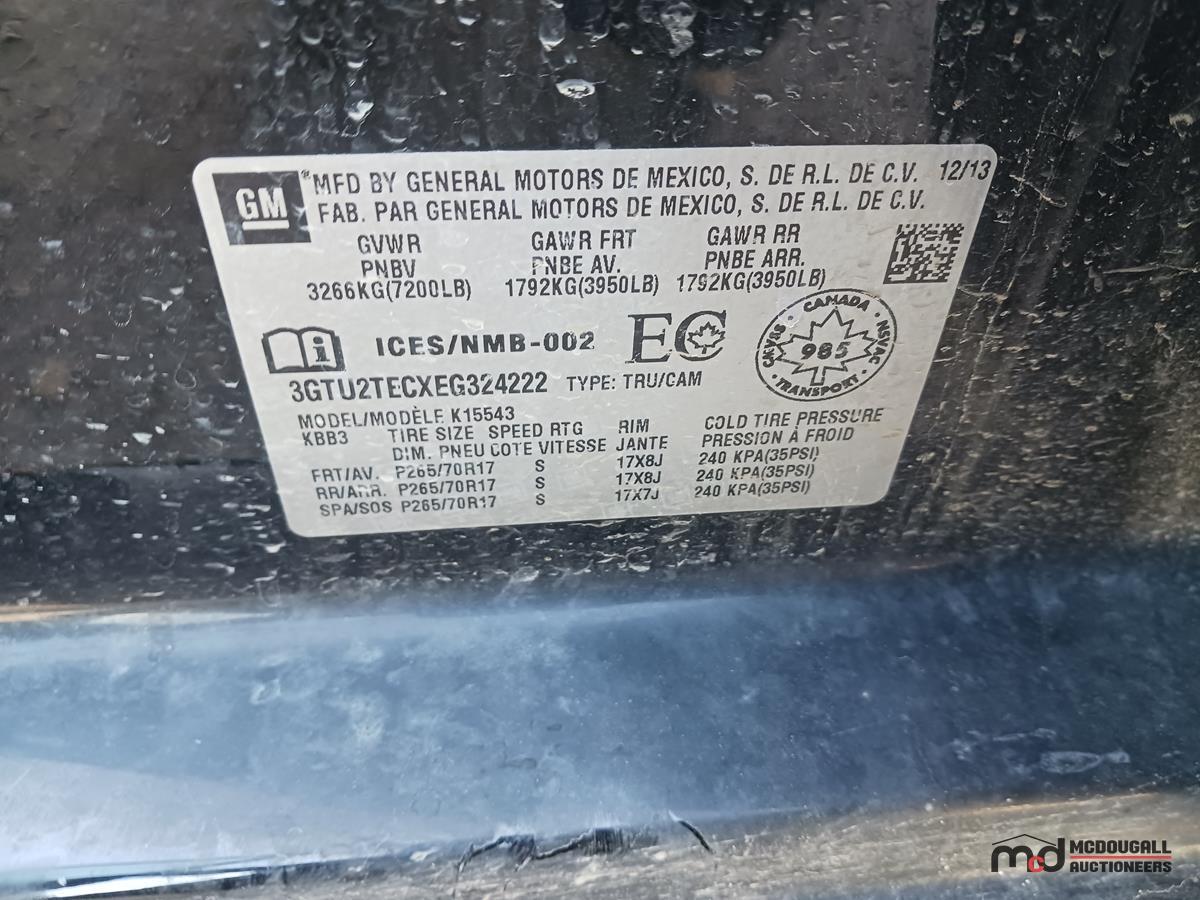 GM
MFD BY GENERAL MOTORS DE MEXICO, S. DE R.L. DE C.V. 12/13
FAB. PAR GENERAL MOTORS DE MEXICO, S. DE R.L. DE C.V.
GVWR GAWR FRT GAWR RR
PNBV PNBE AV. PNBE ARR.
3266KG(7200LB) 1792KG(3950LB) 1792KG(3950LB)
i ICES/NMB-002 EC
CANADA
CMVSS NSVAC
985
TRANSPORT
3GTU2TECXEG324222 TYPE: TRU/CAM
MODEL/MODÈLE K15543
KBB3 TIRE SIZE SPEED RTG RIM COLD TIRE PRESSURE
DIM. PNEU COTE VITESSE JANTE PRESSION À FROID
FRT/AV. P265/70R17 S 17X8J 240 KPA(35PSI)
RR/ARR. P265/70R17 S 17X8J 240 KPA(35PSI)
SPA/SOS P265/70R17 S 17X7J 240 KPA(35PSI)
mcd MCDOUGALL
AUCTIONEERS